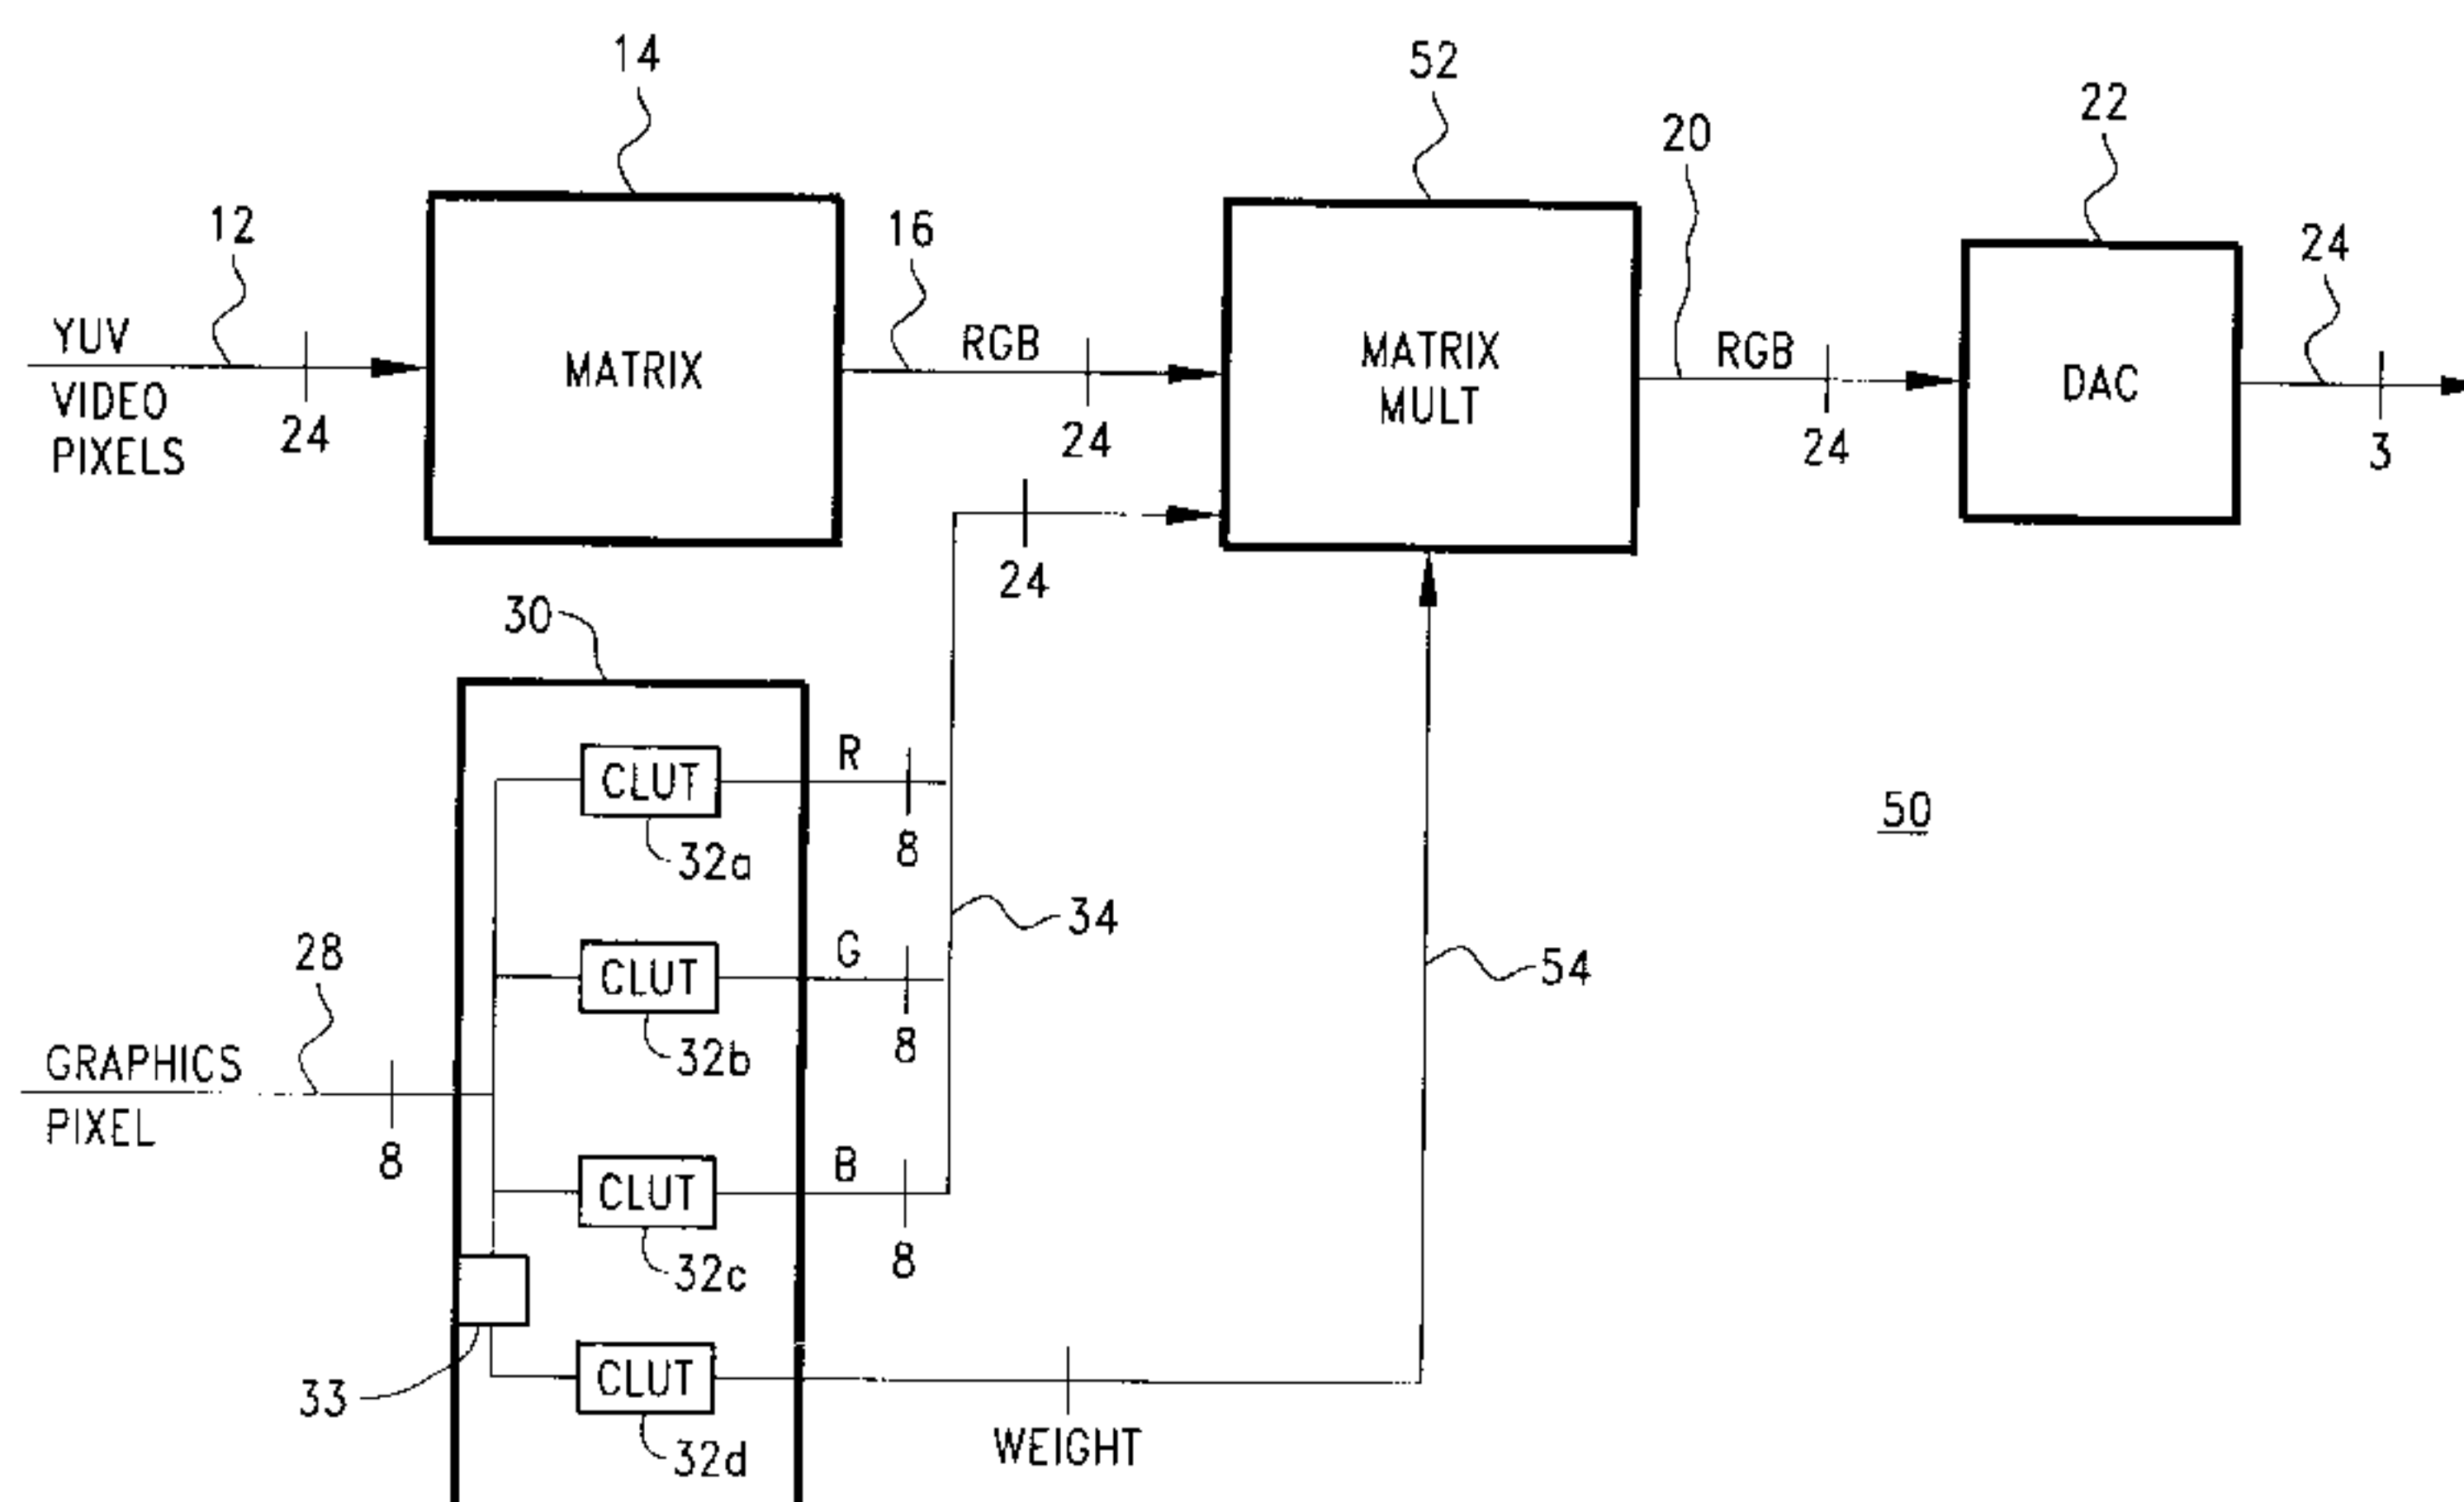 14
52
22
20
12
16
24
YUV
VIDEO
PIXELS
24
MATRIX
RGB
24
MATRIX
MULT
RGB
24
DAC
3
24
30
CLUT
32a
R
8
CLUT
32b
G
8
34
50
54
28
GRAPHICS
PIXEL
8
CLUT
32c
B
8
33
CLUT
32d
WEIGHT